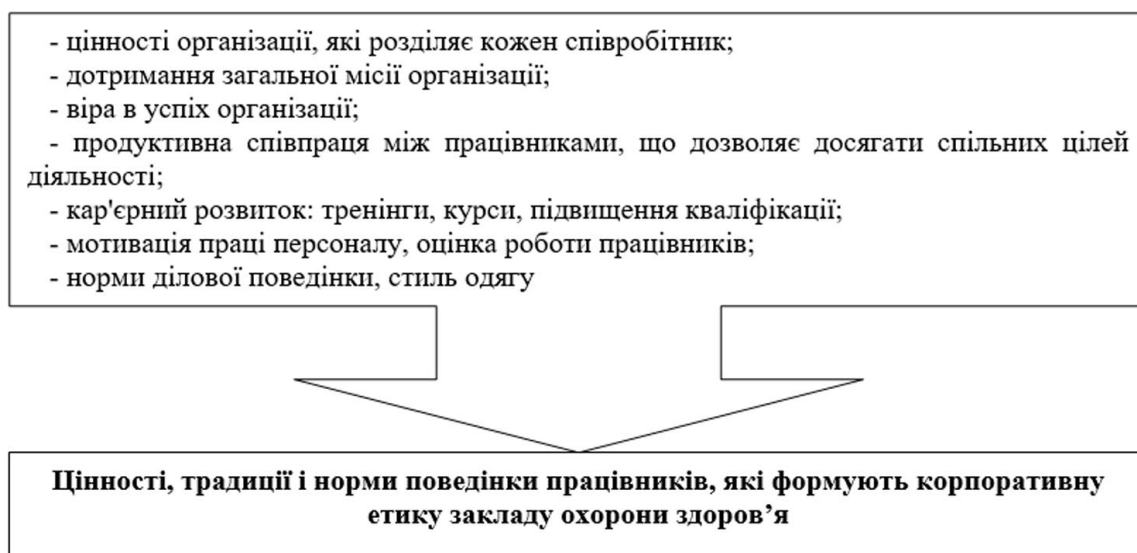 - цінності організації, які розділяє кожен співробітник;
- дотримання загальної місії організації;
- віра в успіх організації;
- продуктивна співпраця між працівниками, що дозволяє досягати спільних цілей
діяльності;
- кар'єрний розвиток: тренінги, курси, підвищення кваліфікації;
- мотивація праці персоналу, оцінка роботи працівників;
- норми ділової поведінки, стиль одягу
Цінності, традиції і норми поведінки працівників, які формують корпоративну
етику закладу охорони здоров’я